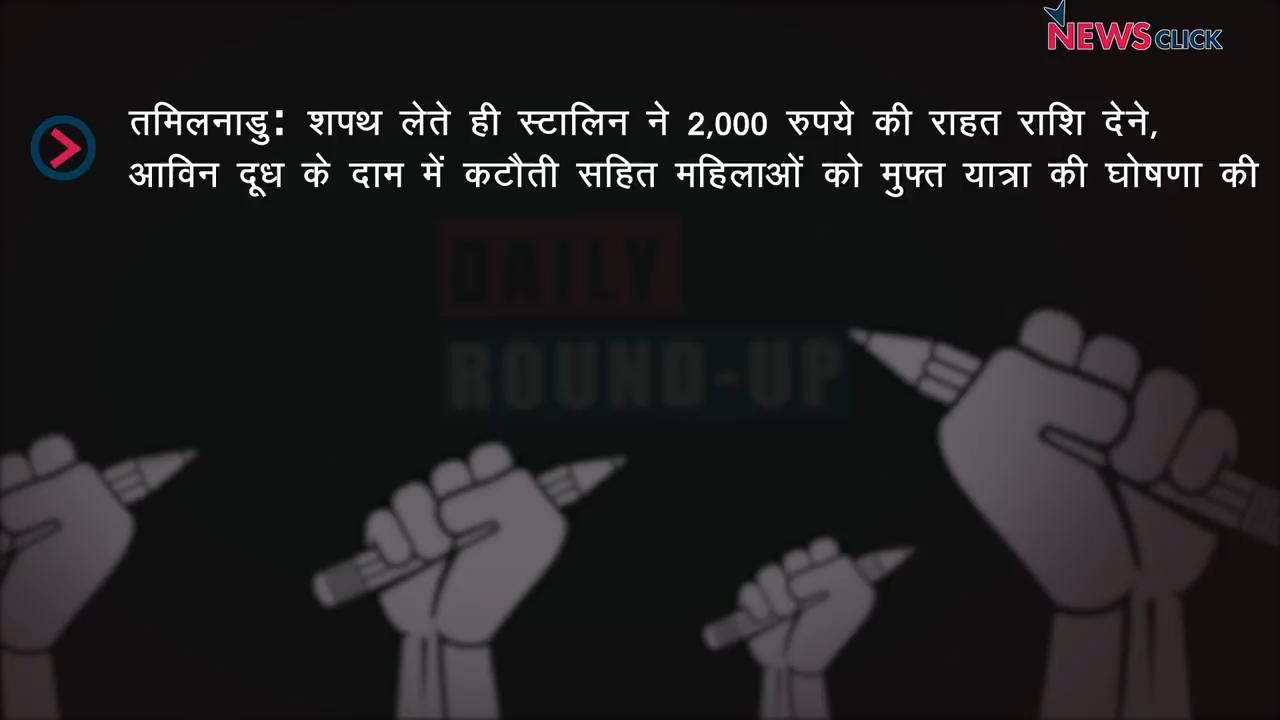 NEWSCLICK
तमिलनाडु: शपथ लेते ही स्टालिन ने 2,000 रुपये की राहत राशि देने,
आविन दूध के दाम में कटौती सहित महिलाओं को मुफ्त यात्रा की घोषणा की
DAILY
ROUND-UP